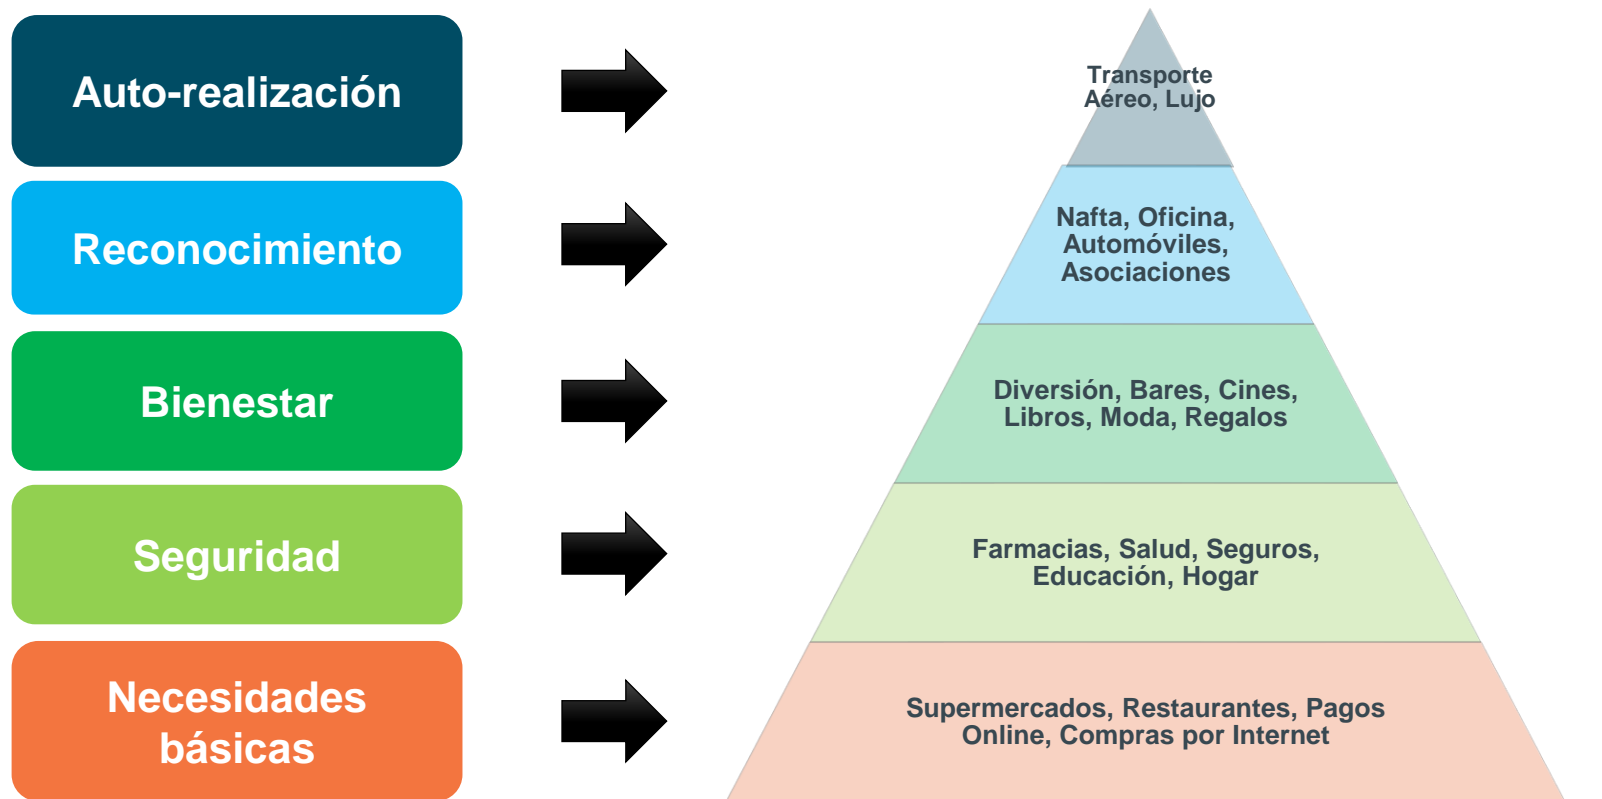 Auto-realización
Transporte
Aéreo, Lujo
Reconocimiento
Nafta, Oficina,
Automóviles,
Asociaciones
Bienestar
Diversión, Bares, Cines,
Libros, Moda, Regalos
Seguridad
Farmacias, Salud, Seguros,
Educación, Hogar
Necesidades
básicas
Supermercados, Restaurantes, Pagos
Online, Compras por Internet